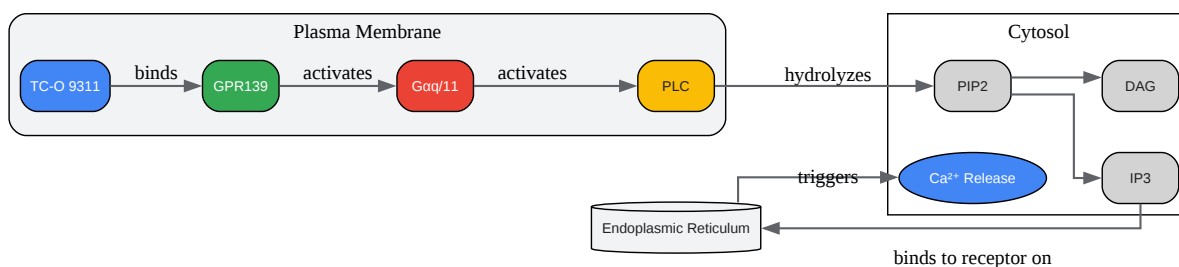 Plasma Membrane
Cytosol
TC-O 9311
binds
GPR139
activates
Gαq/11
activates
PLC
hydrolyzes
PIP2
DAG
triggers
Ca²⁺ Release
IP3
Endoplasmic Reticulum
binds to receptor on